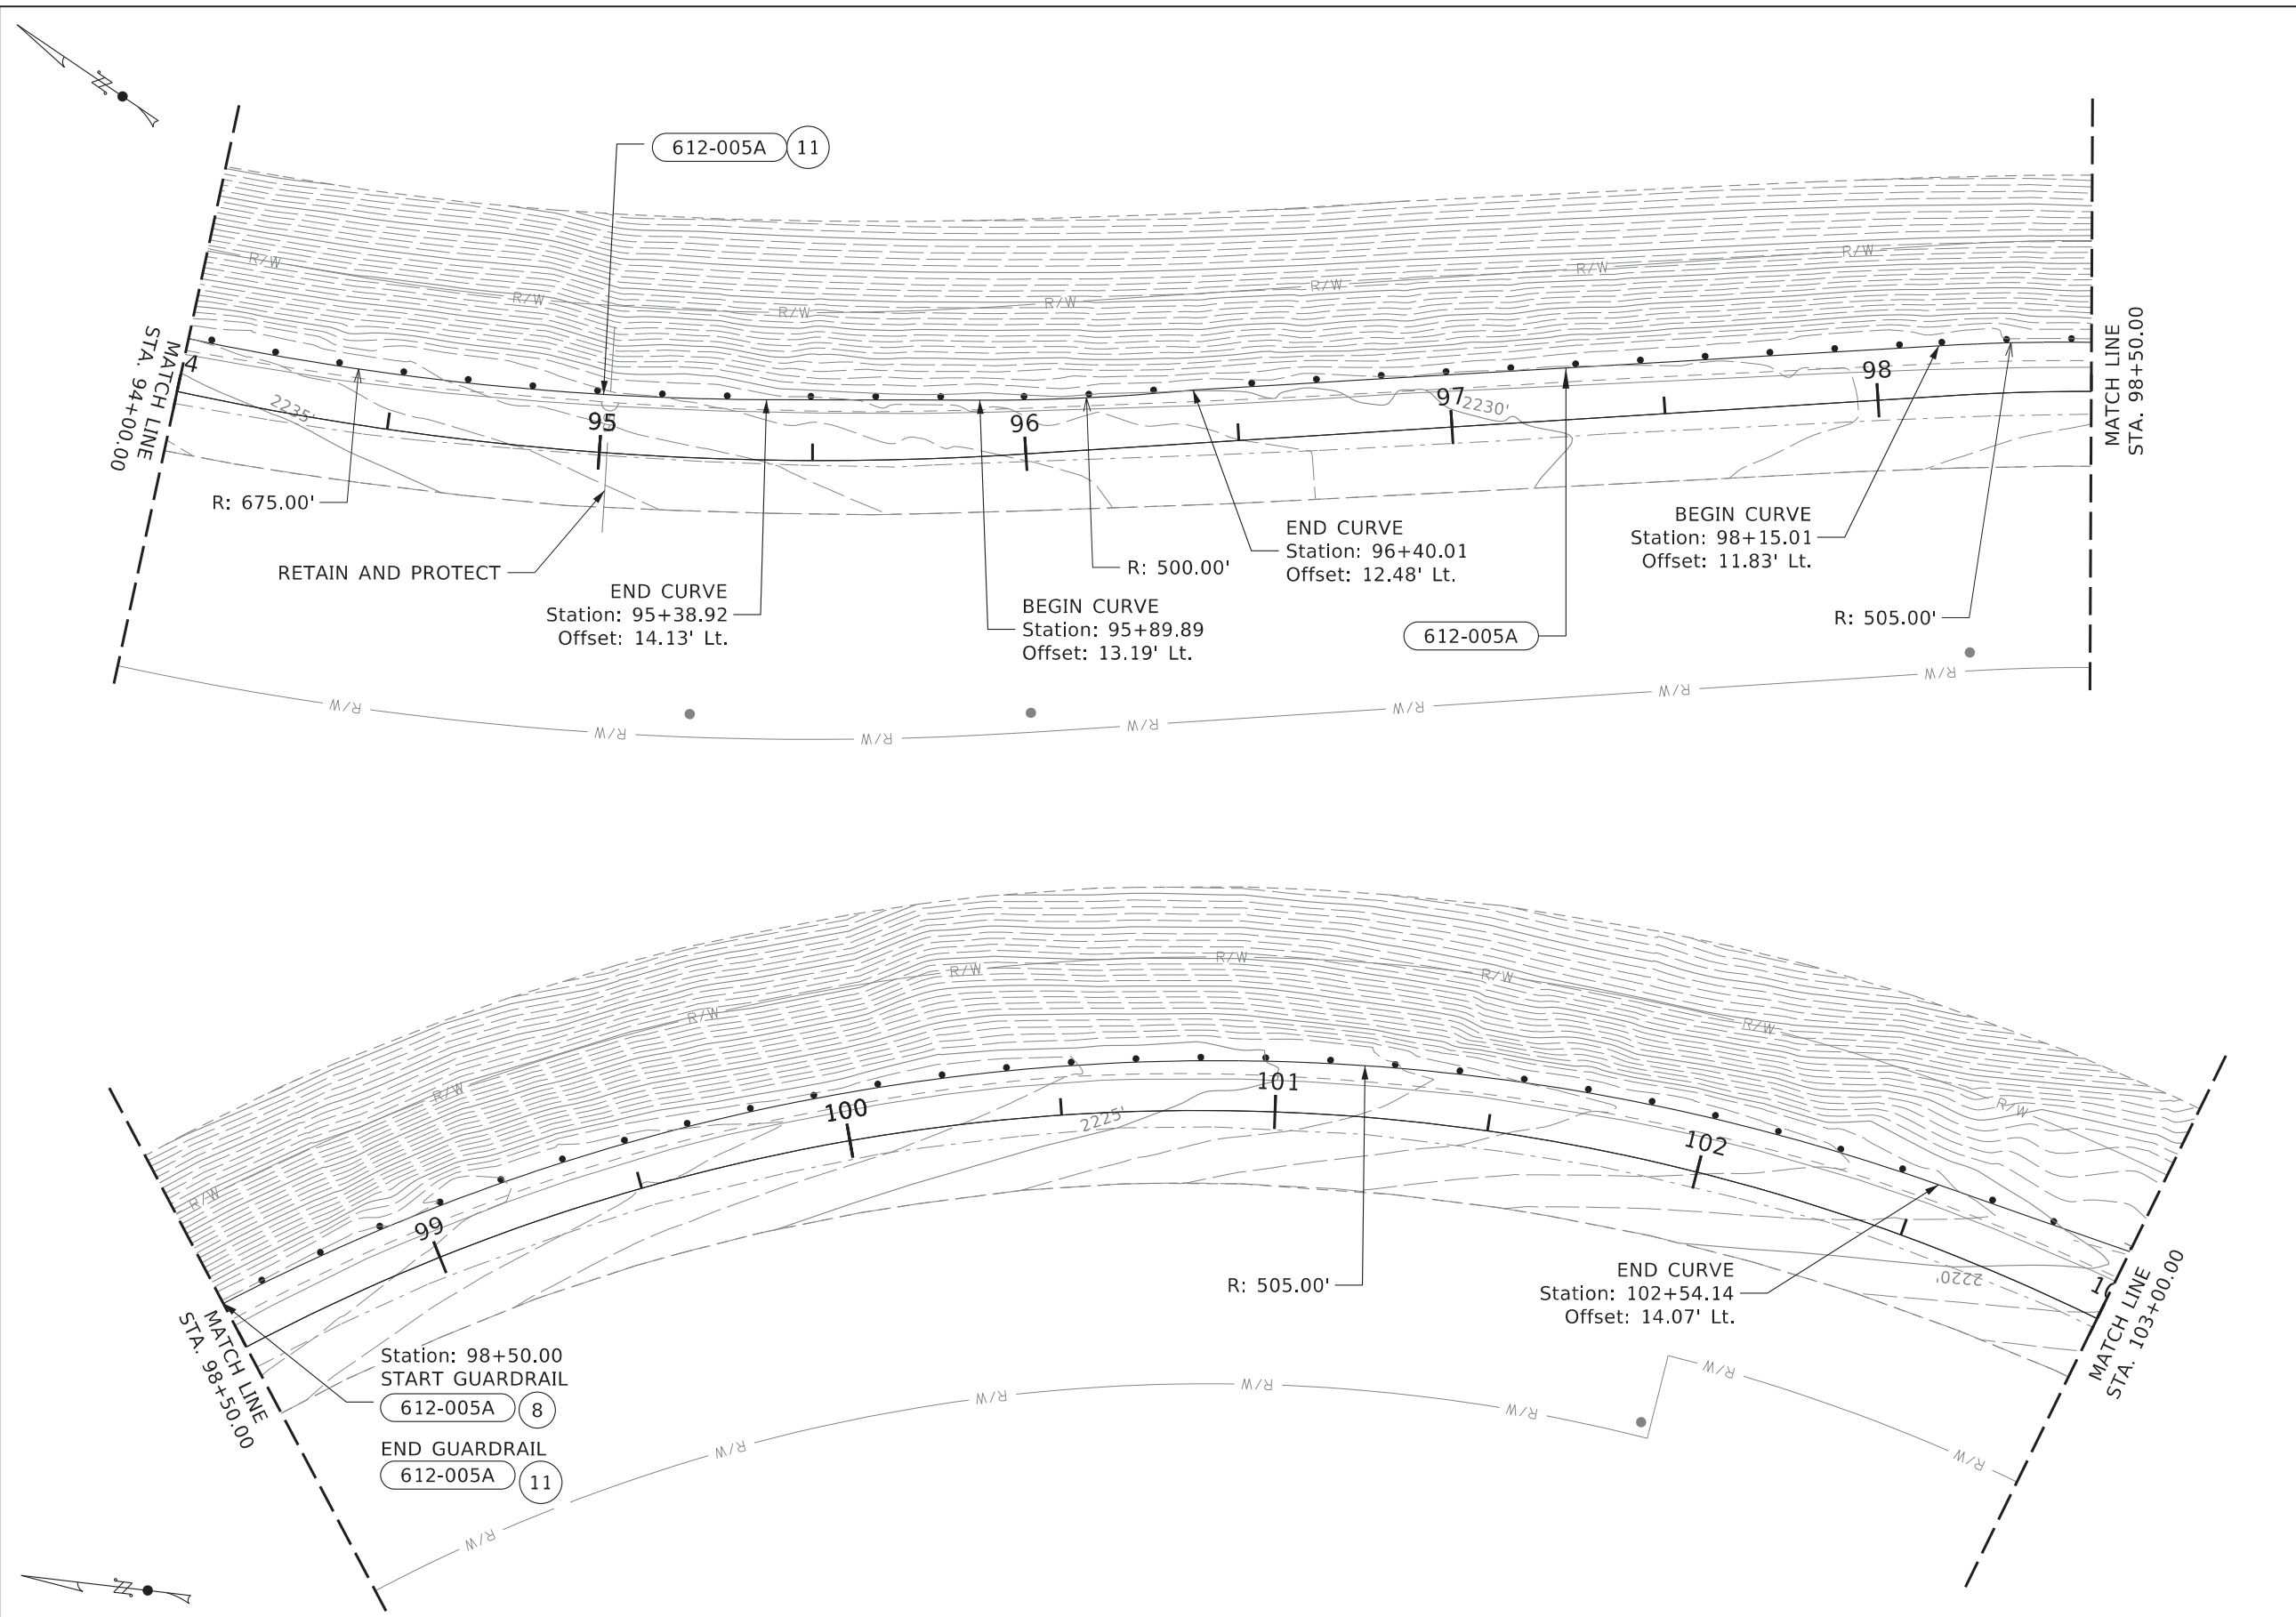 N
612-005A 11
R/W R/W R/W R/W R/W R/W R/W
MATCH LINE
STA. 94+00.00
4
2235'
95
96
97
2230'
98
MATCH LINE
STA. 98+50.00
R: 675.00'
RETAIN AND PROTECT
END CURVE
Station: 95+38.92
Offset: 14.13' Lt.
BEGIN CURVE
Station: 95+89.89
Offset: 13.19' Lt.
R: 500.00'
END CURVE
Station: 96+40.01
Offset: 12.48' Lt.
612-005A
BEGIN CURVE
Station: 98+15.01
Offset: 11.83' Lt.
R: 505.00'
R/W R/W R/W R/W R/W R/W R/W
R/W R/W R/W R/W R/W R/W R/W R/W
99
100
2225'
101
102
2220'
MATCH LINE
STA. 98+50.00
Station: 98+50.00
START GUARDRAIL
612-005A 8
END GUARDRAIL
612-005A 11
R: 505.00'
END CURVE
Station: 102+54.14
Offset: 14.07' Lt.
MATCH LINE
STA. 103+00.00
R/W R/W R/W R/W R/W R/W R/W
N